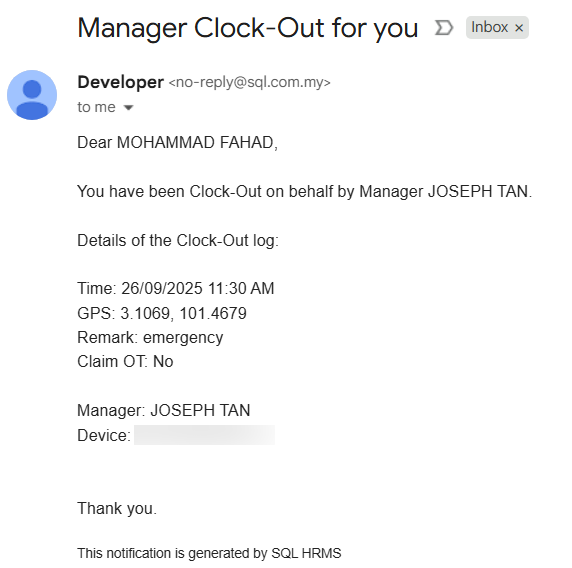 Manager Clock-Out for you
Inbox ×
Developer <no-reply@sql.com.my>
to me
Dear MOHAMMAD FAHAD,
You have been Clock-Out on behalf by Manager JOSEPH TAN.
Details of the Clock-Out log:
Time: 26/09/2025 11:30 AM
GPS: 3.1069, 101.4679
Remark: emergency
Claim OT: No
Manager: JOSEPH TAN
Device:
Thank you.
This notification is generated by SQL HRMS